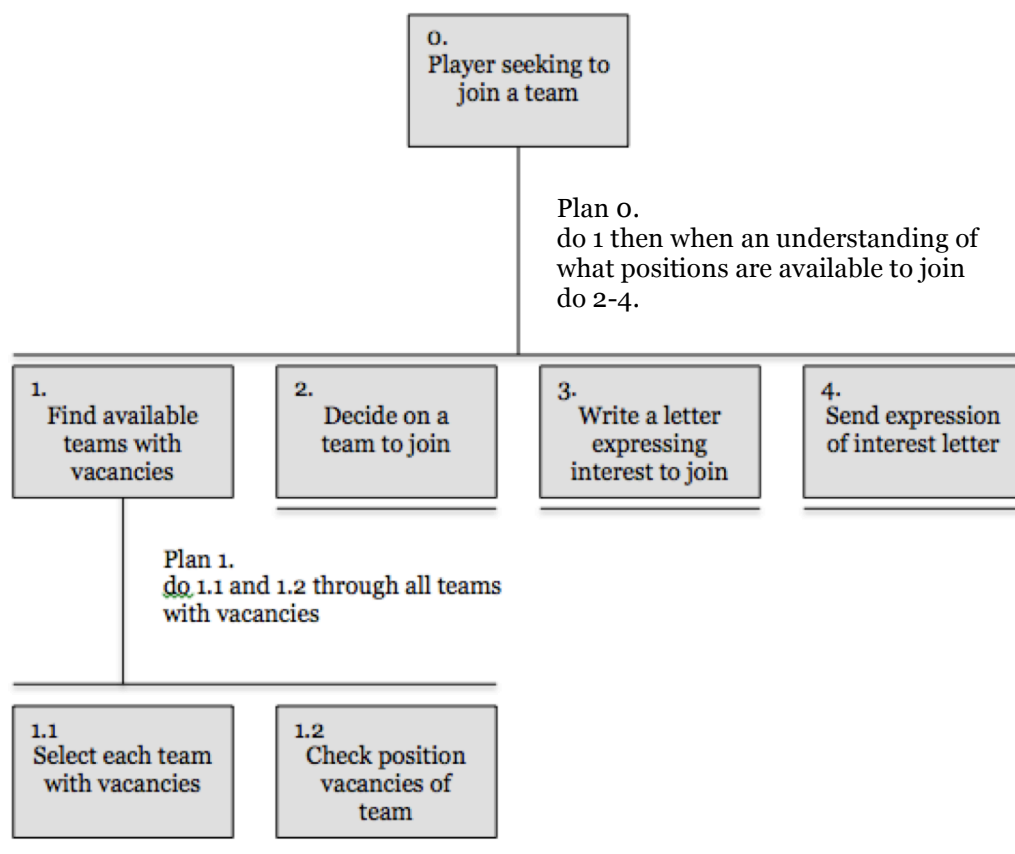 0.
Player seeking to
join a team
Plan 0.
do 1 then when an understanding of
what positions are available to join
do 2-4.
1.
Find available
teams with
vacancies
2.
Decide on a
team to join
3.
Write a letter
expressing
interest to join
4.
Send expression
of interest letter
Plan 1.
do 1.1 and 1.2 through all teams
with vacancies
1.1
Select each team
with vacancies
1.2
Check position
vacancies of
team